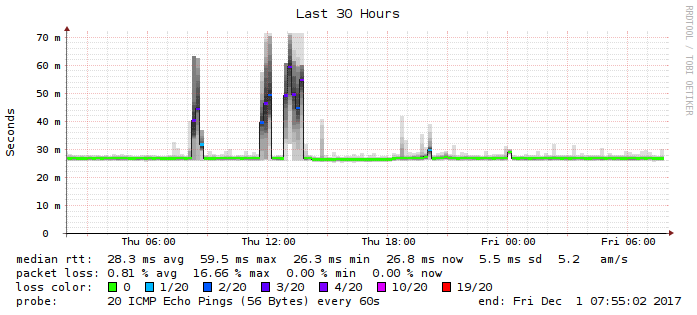 Last 30 Hours
RRDTOOL / TOBI OETIKER
Seconds
70 m
60 m
50 m
40 m
30 m
20 m
10 m
0
Thu 06:00 Thu 12:00 Thu 18:00 Fri 00:00 Fri 06:00
median rtt: 28.3 ms avg 59.5 ms max 26.3 ms min 26.8 ms now 5.5 ms sd 5.2 am/s
packet loss: 0.81 % avg 16.66 % max 0.00 % min 0.00 % now
loss color: 0 1/20 2/20 3/20 4/20 10/20 19/20
probe: 20 ICMP Echo Pings (56 Bytes) every 60s end: Fri Dec 1 07:55:02 2017